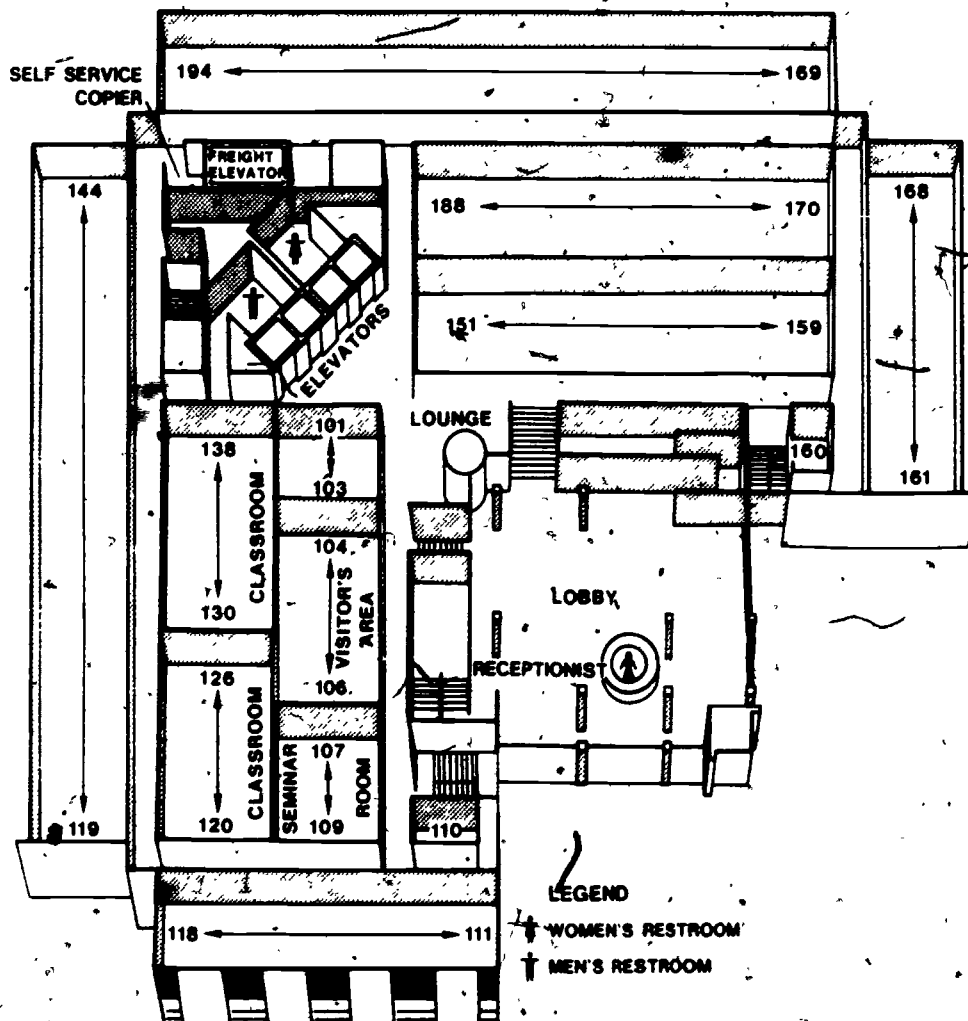 194 169
SELF SERVICE
COPIER
FREIGHT
ELEVATOR
144
188 170
168
151 159
ELEVATORS
LOUNGE
101
138
103
160
161
CLASSROOM
104
VISITOR'S
AREA
130
LOBBY
RECEPTIONIST
126
106
CLASSROOM
SEMINAR
ROOM
107
120
109
119
110
LEGEND
118 111
WOMEN'S RESTROOM
MEN'S RESTROOM